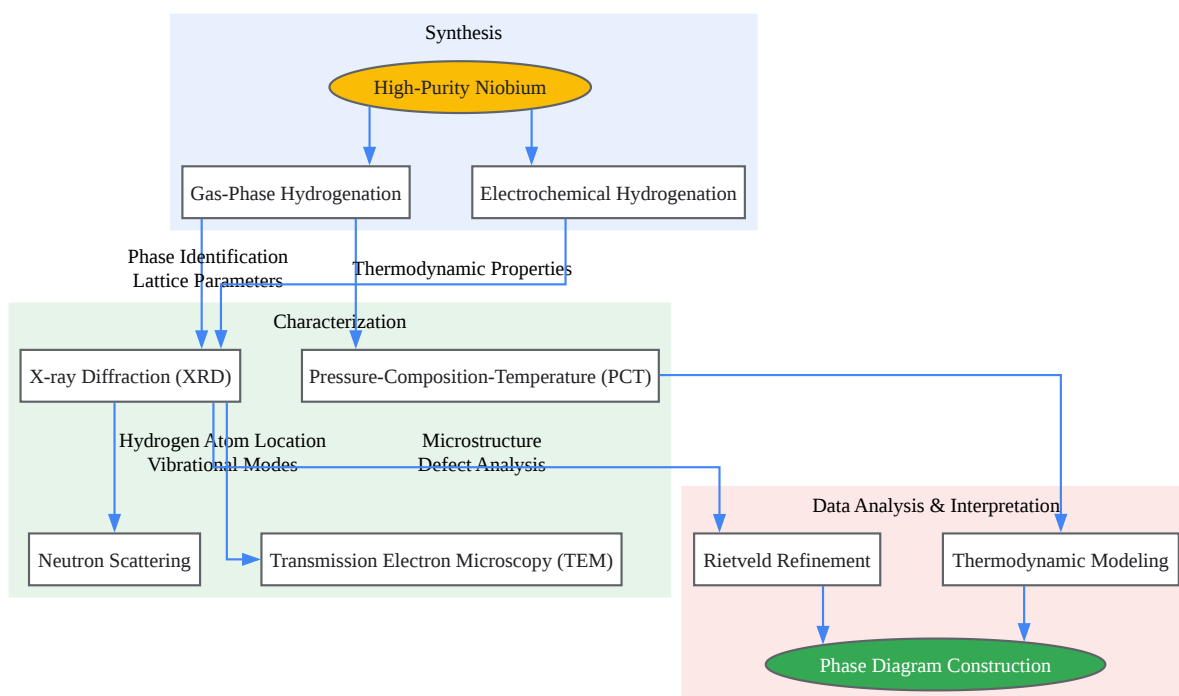 Synthesis
High-Purity Niobium
Gas-Phase Hydrogenation
Electrochemical Hydrogenation
Phase Identification
Lattice Parameters
Thermodynamic Properties
Characterization
X-ray Diffraction (XRD)
Pressure-Composition-Temperature (PCT)
Hydrogen Atom Location
Vibrational Modes
Microstructure
Defect Analysis
Data Analysis & Interpretation
Neutron Scattering
Transmission Electron Microscopy (TEM)
Rietveld Refinement
Thermodynamic Modeling
Phase Diagram Construction